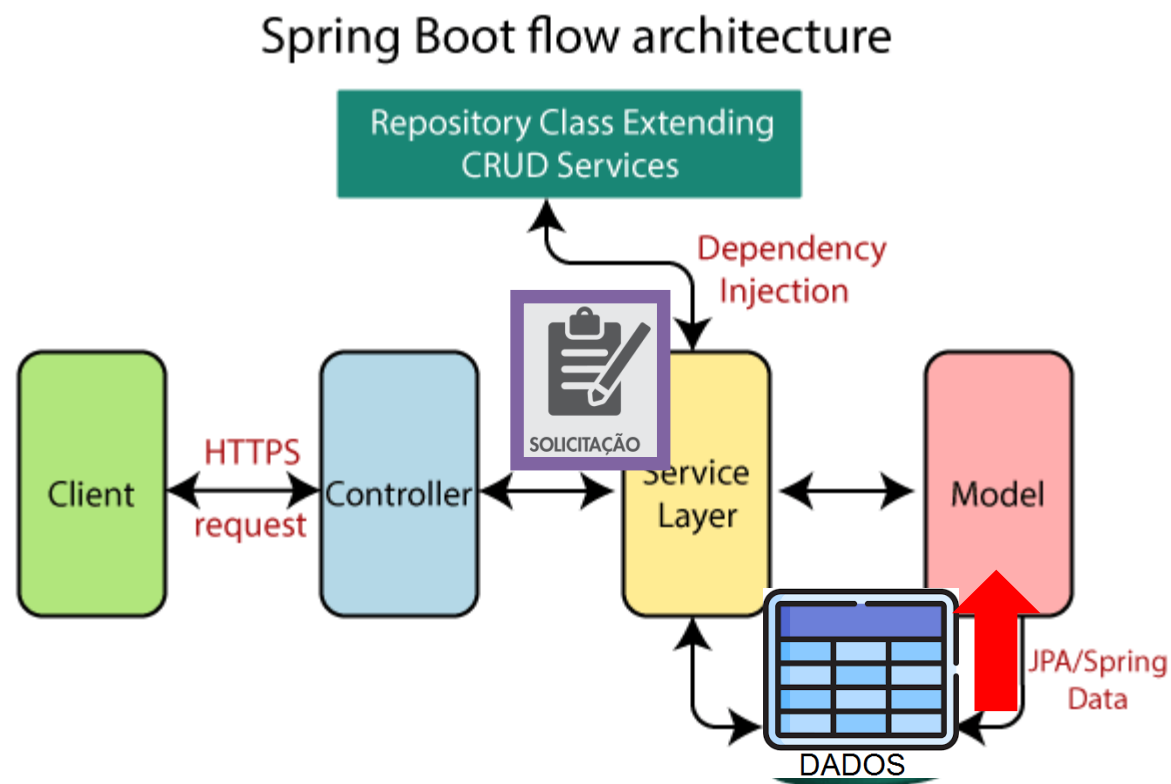 Spring Boot flow architecture
Repository Class Extending
CRUD Services
Dependency
Injection
SOLICITAÇÃO
HTTPS
request
Client
Controller
Service
Layer
Model
JPA/Spring
Data
DADOS